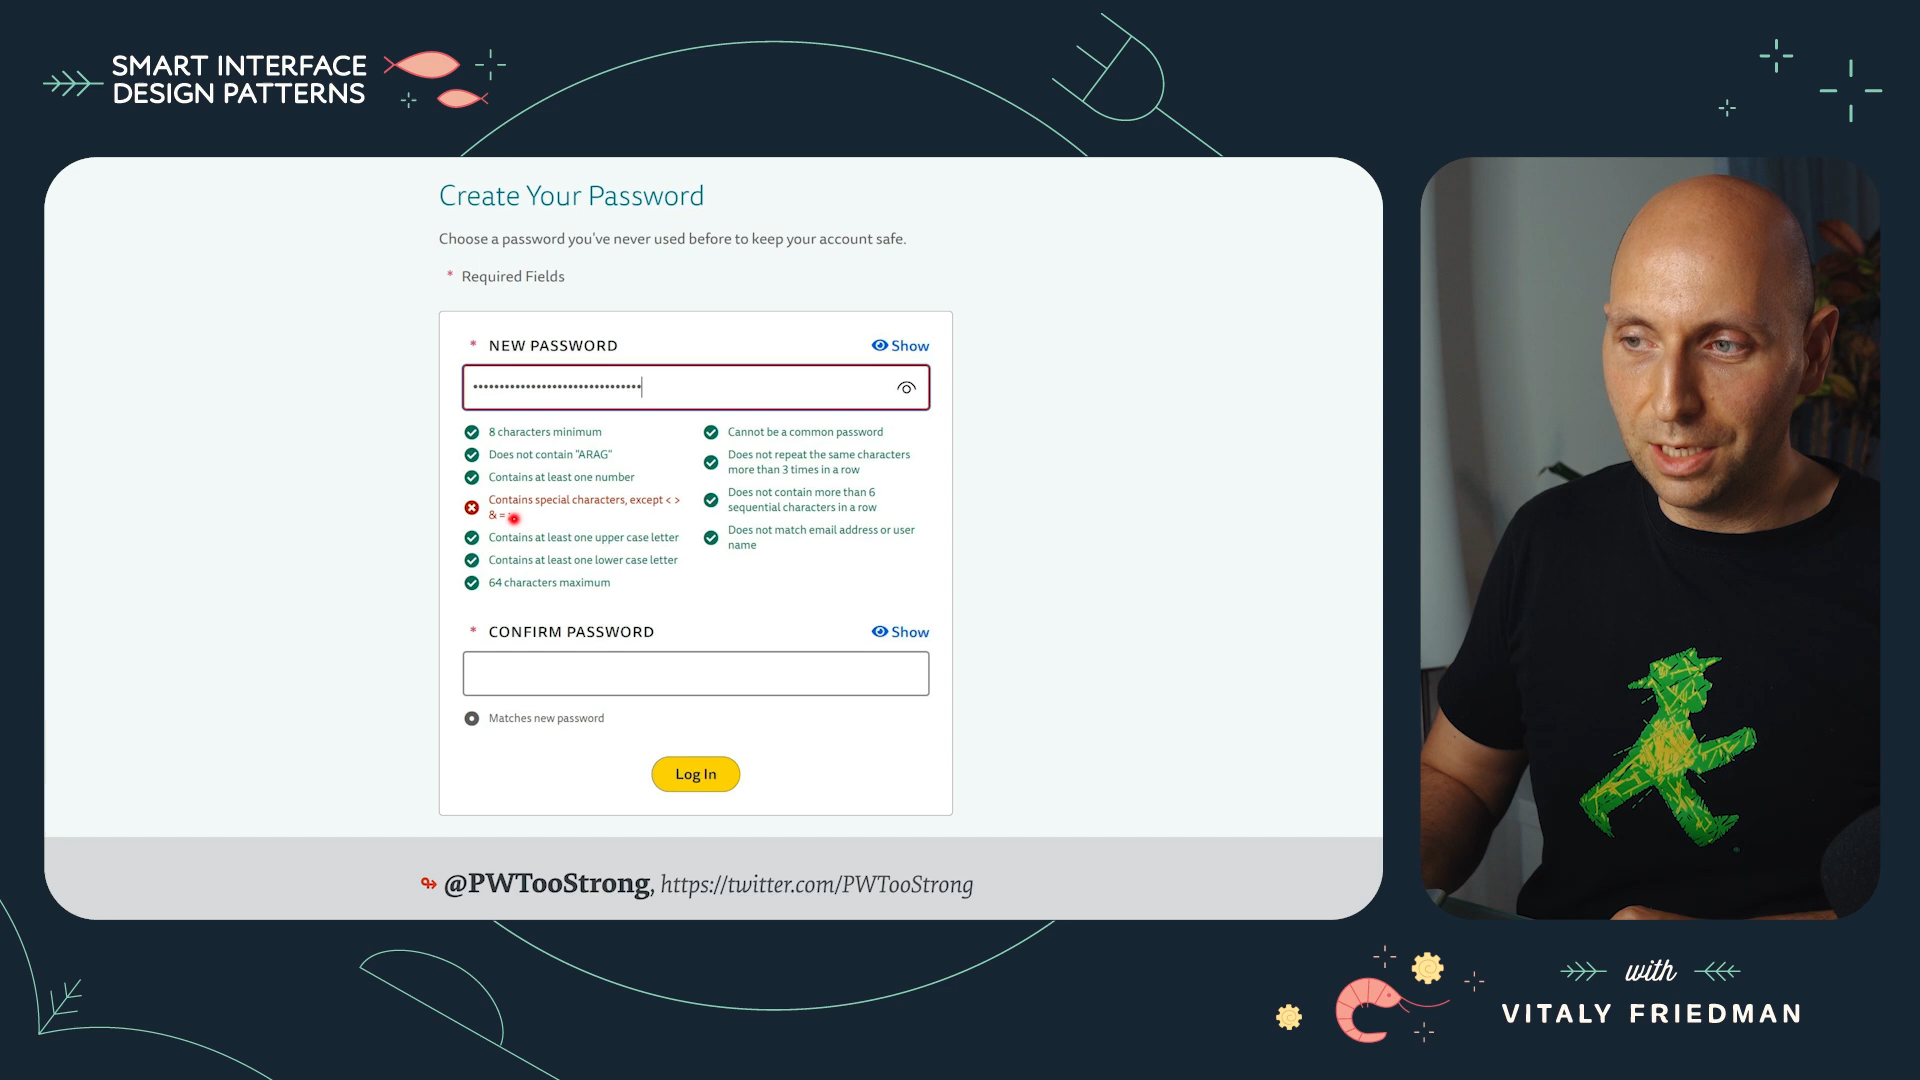 SMART INTERFACE
DESIGN PATTERNS
Create Your Password
Choose a password you've never used before to keep your account safe.
* Required Fields
* NEW PASSWORD
Show
8 characters minimum
Does not contain "ARAG"
Contains at least one number
Contains special characters, except < >
& =
Contains at least one upper case letter
Contains at least one lower case letter
64 characters maximum
Cannot be a common password
Does not repeat the same characters
more than 3 times in a row
Does not contain more than 6
sequential characters in a row
Does not match email address or user
name
* CONFIRM PASSWORD
Show
Matches new password
Log In
@PWTooStrong, https://twitter.com/PWTooStrong
with
VITALY FRIEDMAN